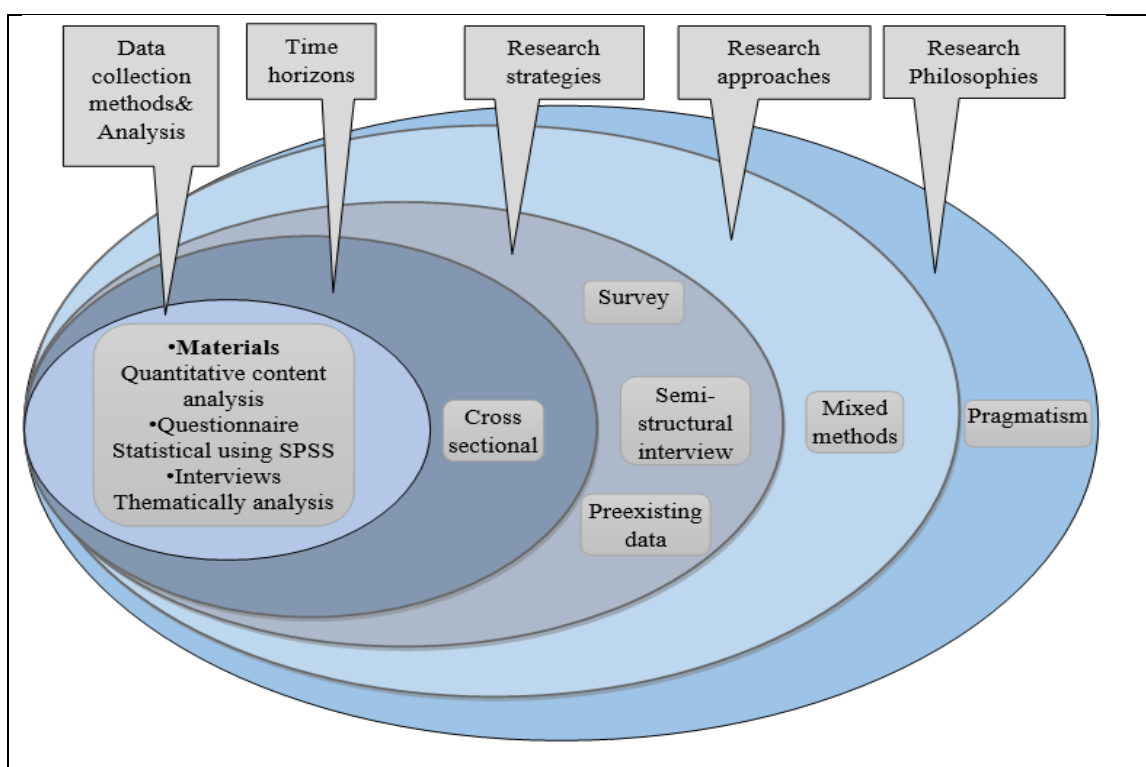 Data
collection
methods&
Analysis
Time
horizons
Research
strategies
Research
approaches
Research
Philosophies
•Materials
Quantitative content
analysis
•Questionnaire
Statistical using SPSS
•Interviews
Thematically analysis
Cross
sectional
Survey
Semi-
structural
interview
Preexisting
data
Mixed
methods
Pragmatism